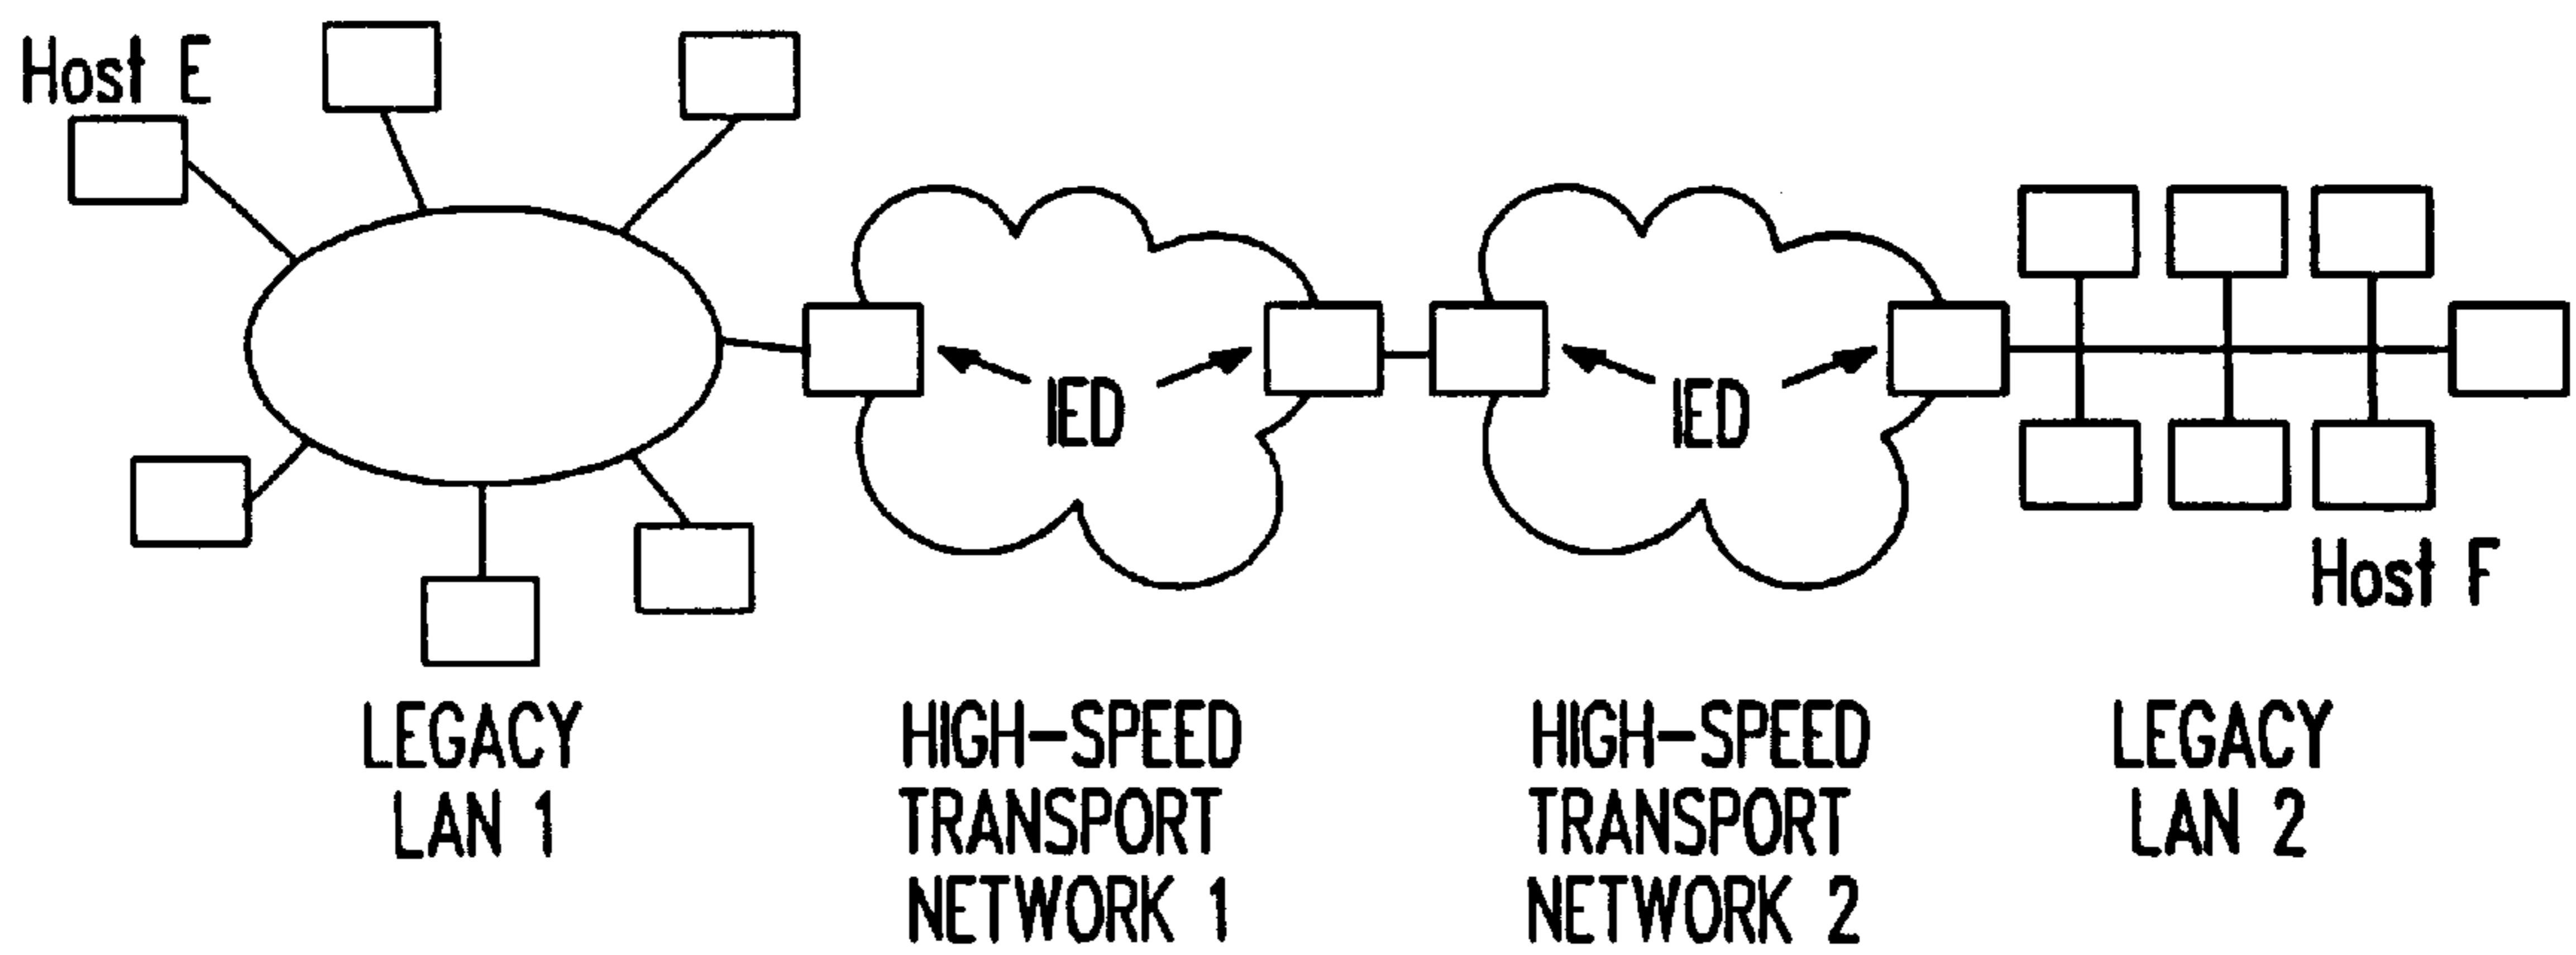 Host E
IED
IED
Host F
LEGACY
LAN 1
HIGH-SPEED
TRANSPORT
NETWORK 1
HIGH-SPEED
TRANSPORT
NETWORK 2
LEGACY
LAN 2